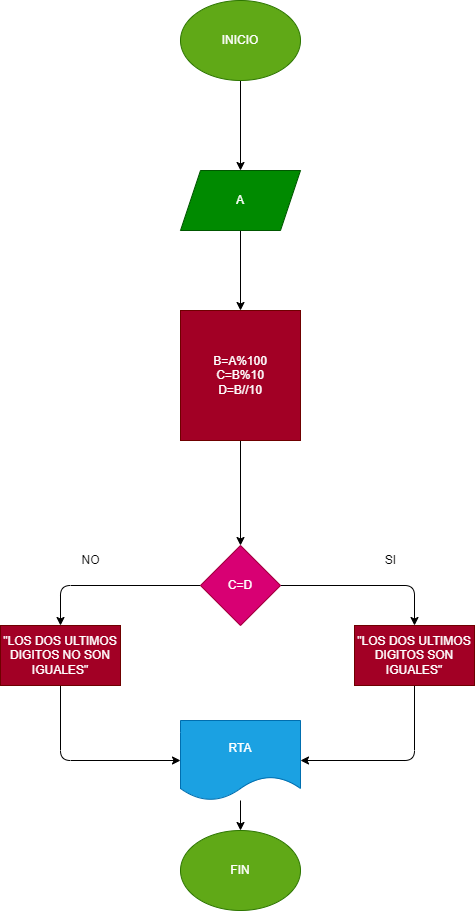 INICIO
A
B=A%100
C=B%10
D=B//10
NO
SI
C=D
"LOS DOS ULTIMOS
DIGITOS NO SON
IGUALES"
"LOS DOS ULTIMOS
DIGITOS SON
IGUALES"
RTA
FIN